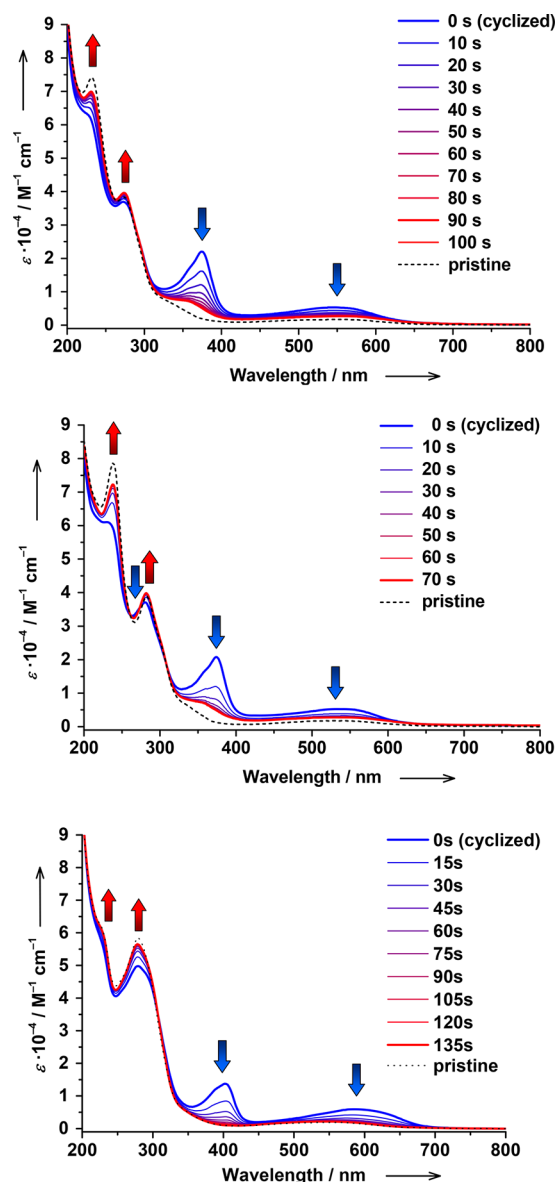 9
8
7
6
5
4
3
2
1
0
ε·10⁻⁴ / M⁻¹ cm⁻¹
0 s (cyclized)
10 s
20 s
30 s
40 s
50 s
60 s
70 s
80 s
90 s
100 s
pristine
200 300 400 500 600 700 800
Wavelength / nm
9
8
7
6
5
4
3
2
1
0
ε·10⁻⁴ / M⁻¹ cm⁻¹
0 s (cyclized)
10 s
20 s
30 s
40 s
50 s
60 s
70 s
pristine
200 300 400 500 600 700 800
Wavelength / nm
9
8
7
6
5
4
3
2
1
0
ε·10⁻⁴ / M⁻¹ cm⁻¹
0s (cyclized)
15s
30s
45s
60s
75s
90s
105s
120s
135s
pristine
200 300 400 500 600 700 800
Wavelength / nm